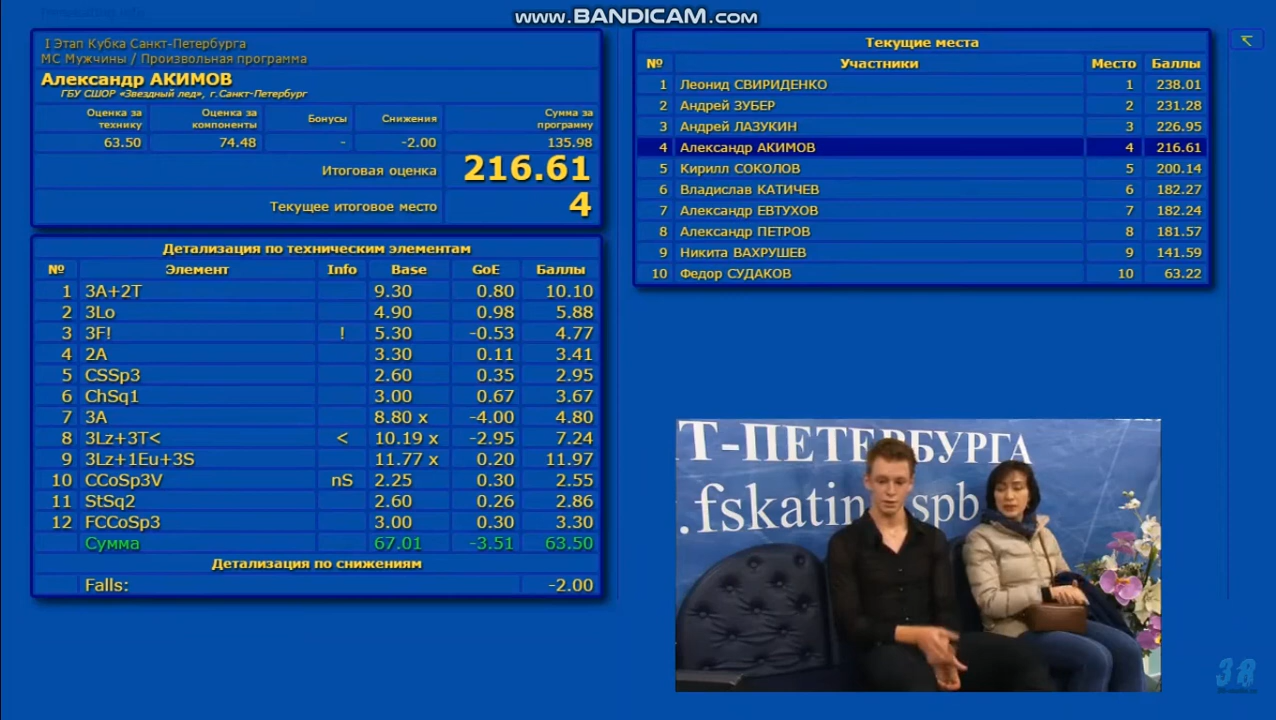 www.BANDICAM.com
I Этап Кубка Санкт-Петербурга
МС Мужчины / Произвольная программа
Александр АКИМОВ
ГБУ СШОР «Звездный лед», г.Санкт-Петербург
Оценка за технику Оценка за компоненты Бонусы Снижения Сумма за программу
63.50 74.48 - -2.00 135.98
Итоговая оценка 216.61
Текущее итоговое место 4
Детализация по техническим элементам
№ Элемент Info Base GoE Баллы
1 3A+2T 9.30 0.80 10.10
2 3Lo 4.90 0.98 5.88
3 3F! ! 5.30 -0.53 4.77
4 2A 3.30 0.11 3.41
5 CSSp3 2.60 0.35 2.95
6 ChSq1 3.00 0.67 3.67
7 3A 8.80 x -4.00 4.80
8 3Lz+3T< < 10.19 x -2.95 7.24
9 3Lz+1Eu+3S 11.77 x 0.20 11.97
10 CCoSp3V nS 2.25 0.30 2.55
11 StSq2 2.60 0.26 2.86
12 FCCoSp3 3.00 0.30 3.30
Сумма 67.01 -3.51 63.50
Детализация по снижениям
Falls: -2.00
Текущие места
№ Участники Место Баллы
1 Леонид СВИРИДЕНКО 1 238.01
2 Андрей ЗУБЕР 2 231.28
3 Андрей ЛАЗУКИН 3 226.95
4 Александр АКИМОВ 4 216.61
5 Кирилл СОКОЛОВ 5 200.14
6 Владислав КАТИЧЕВ 6 182.27
7 Александр ЕВТУХОВ 7 182.24
8 Александр ПЕТРОВ 8 181.57
9 Никита ВАХРУШЕВ 9 141.59
10 Федор СУДАКОВ 10 63.22
Т-ПЕТЕРБУРГА
.fskating spb
3R